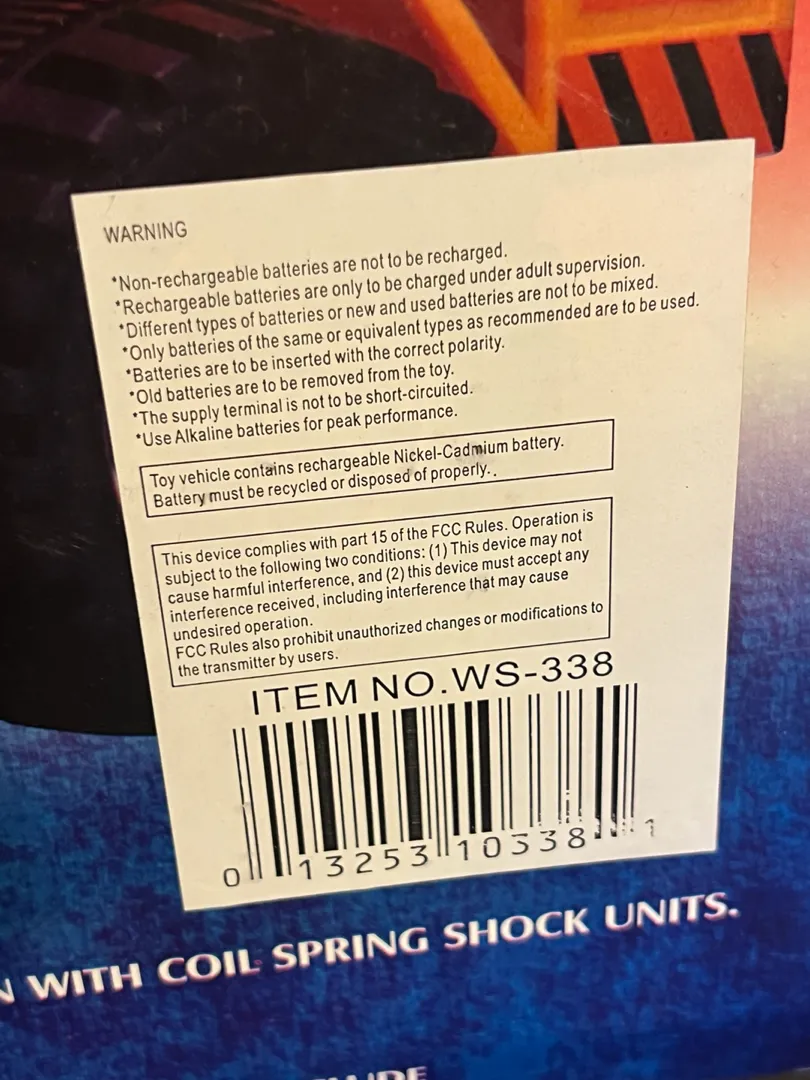 WARNING
*Non-rechargeable batteries are not to be recharged.
*Rechargeable batteries are only to be charged under adult supervision.
*Different types of batteries or new and used batteries are not to be mixed.
*Only batteries of the same or equivalent types as recommended are to be used.
*Batteries are to be inserted with the correct polarity.
*Old batteries are to be removed from the toy.
*The supply terminal is not to be short-circuited.
*Use Alkaline batteries for peak performance.
Toy vehicle contains rechargeable Nickel-Cadmium battery.
Battery must be recycled or disposed of properly..
This device complies with part 15 of the FCC Rules. Operation is
subject to the following two conditions: (1) This device may not
cause harmful interference, and (2) this device must accept any
interference received, including interference that may cause
undesired operation.
FCC Rules also prohibit unauthorized changes or modifications to
the transmitter by users.
ITEM NO.WS-338
0 13253 10338 1
WITH COIL SPRING SHOCK UNITS.